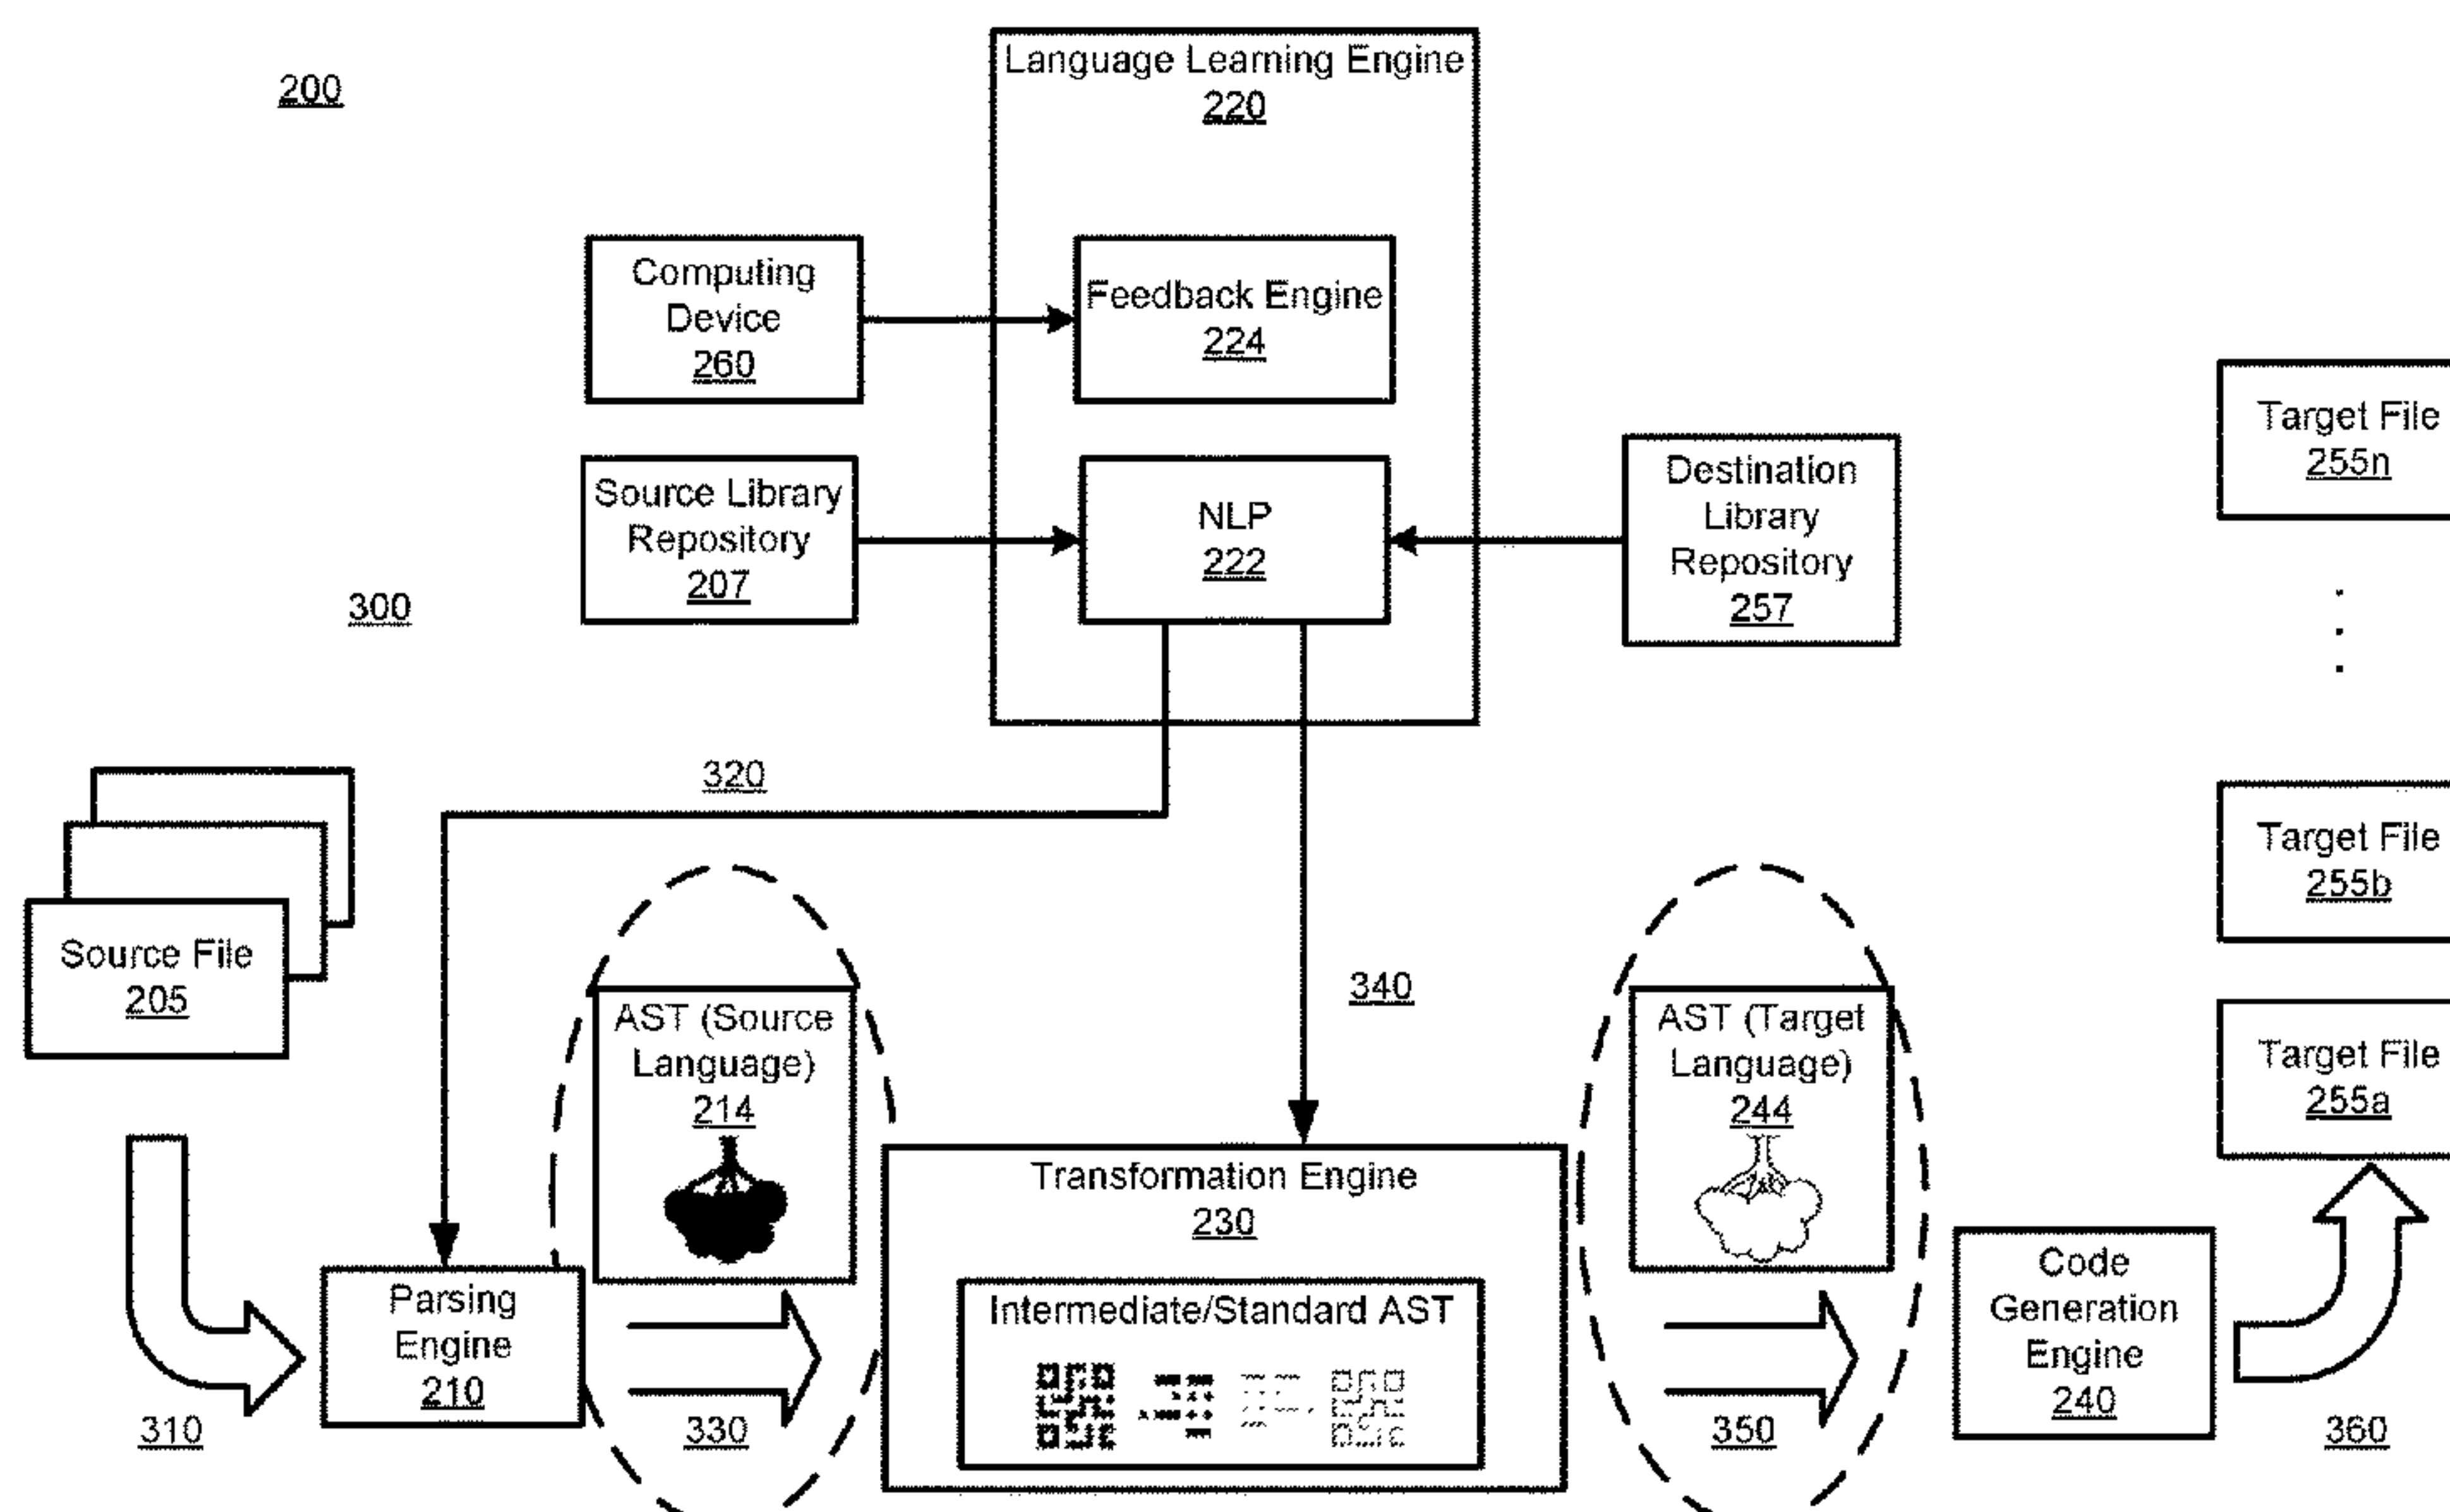 200
Language Learning Engine
220
Computing
Device
260
Feedback Engine
224
Target File
255n
Source Library
Repository
207
NLP
222
Destination
Library
Repository
257
300
320
Target File
255b
Source File
205
340
AST (Source
Language)
214
AST (Target
Language)
244
Target File
255a
Transformation Engine
230
Intermediate/Standard AST
Parsing
Engine
210
Code
Generation
Engine
240
310
330
350
360